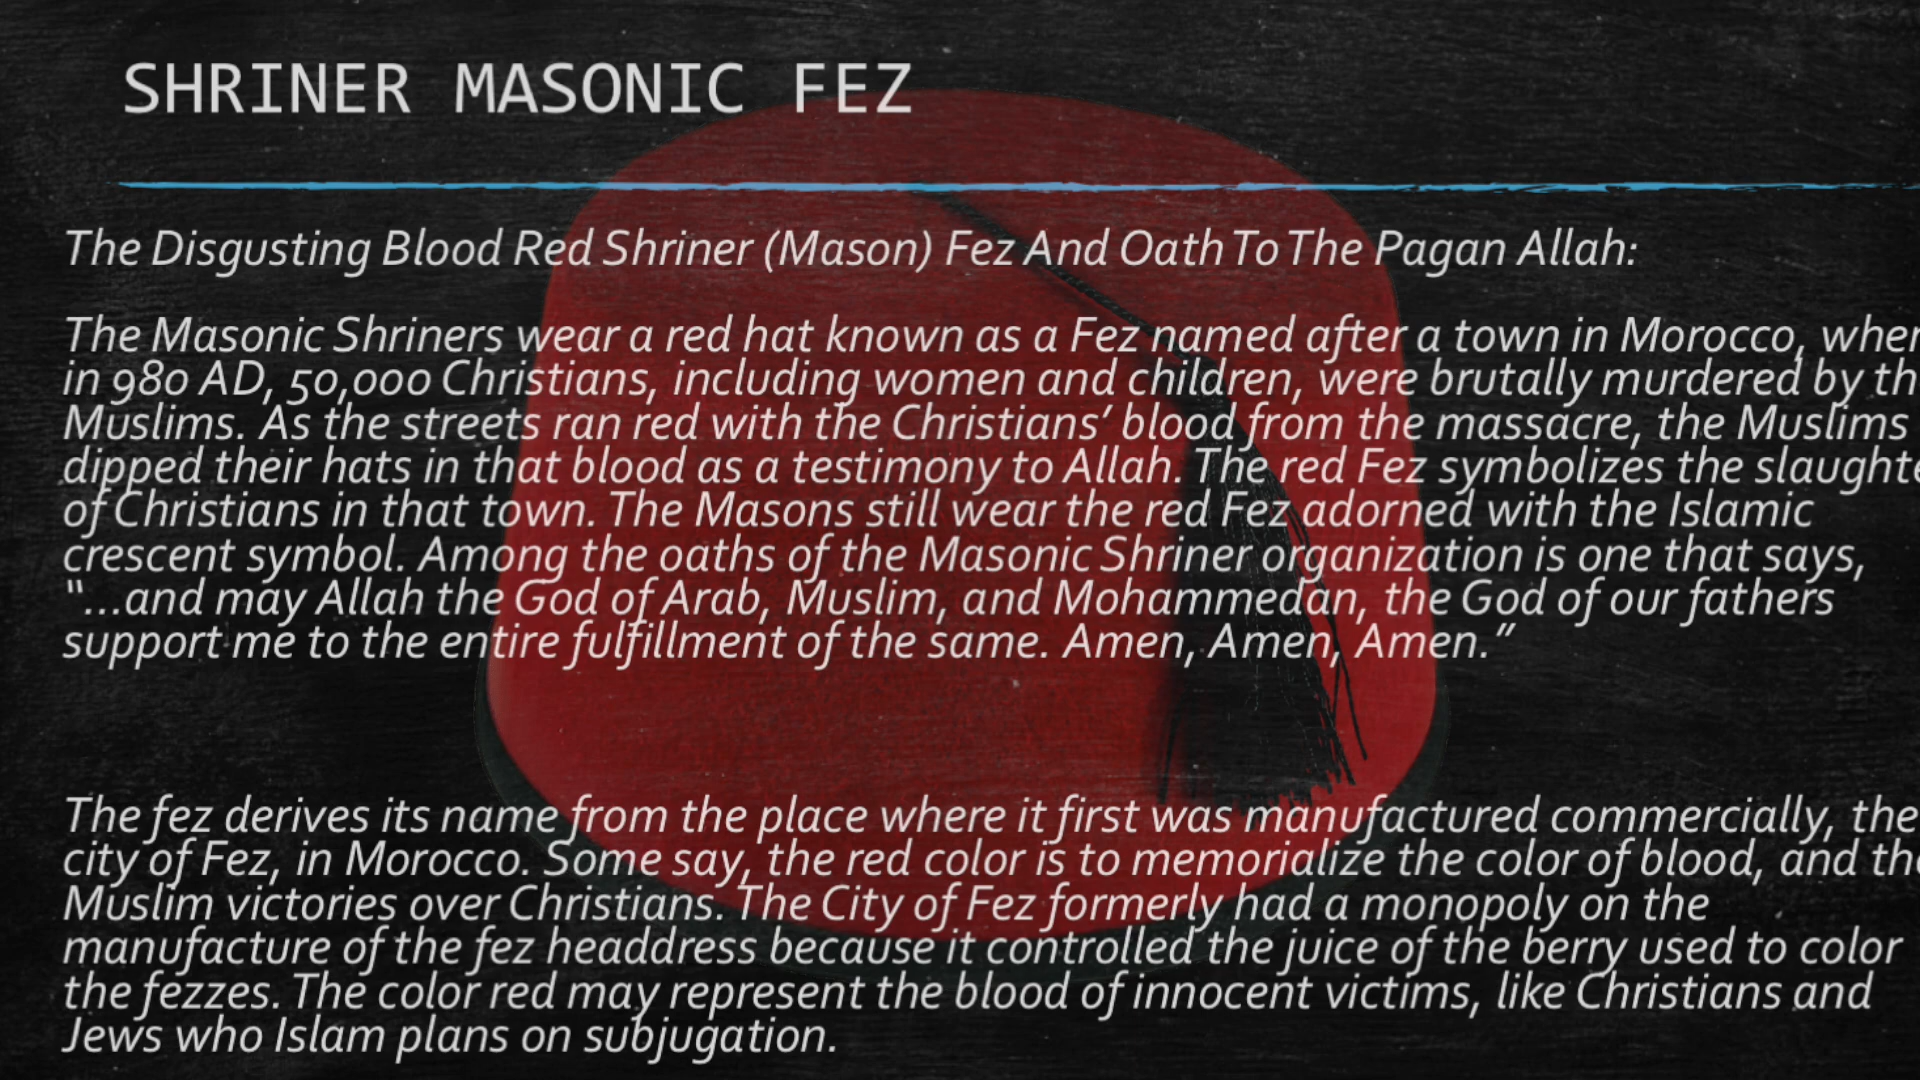 SHRINER MASONIC FEZ
The Disgusting Blood Red Shriner (Mason) Fez And Oath To The Pagan Allah:
The Masonic Shriners wear a red hat known as a Fez named after a town in Morocco,
in 980 AD, 50,000 Christians, including women and children, were brutally murdered by
Muslims. As the streets ran red with the Christians’ blood from the massacre, the Muslims
dipped their hats in that blood as a testimony to Allah. The red Fez symbolizes the
of Christians in that town. The Masons still wear the red Fez adorned with the Islamic
crescent symbol. Among the oaths of the Masonic Shriner organization is one that says,
“...and may Allah the God of Arab, Muslim, and Mohammedan, the God of our fathers
support me to the entire fulfillment of the same. Amen, Amen, Amen.”
The fez derives its name from the place where it first was manufactured commercially, the
city of Fez, in Morocco. Some say, the red color is to memorialize the color of blood, and
Muslim victories over Christians. The City of Fez formerly had a monopoly on the
manufacture of the fez headdress because it controlled the juice of the berry used to color
the fezzes. The color red may represent the blood of innocent victims, like Christians and
Jews who Islam plans on subjugation.